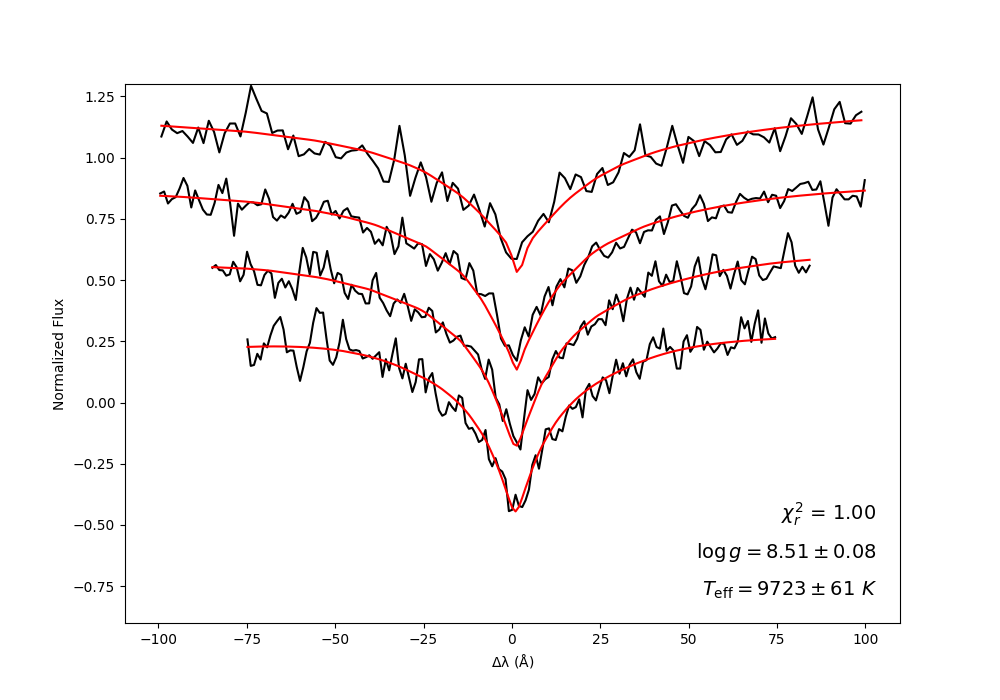 1.25
1.00
0.75
0.50
0.25
0.00
−0.25
−0.50
−0.75
Normalized Flux
χ²ᵣ = 1.00
log g = 8.51 ± 0.08
T_eff = 9723 ± 61 K
−100 −75 −50 −25 0 25 50 75 100
Δλ (Å)